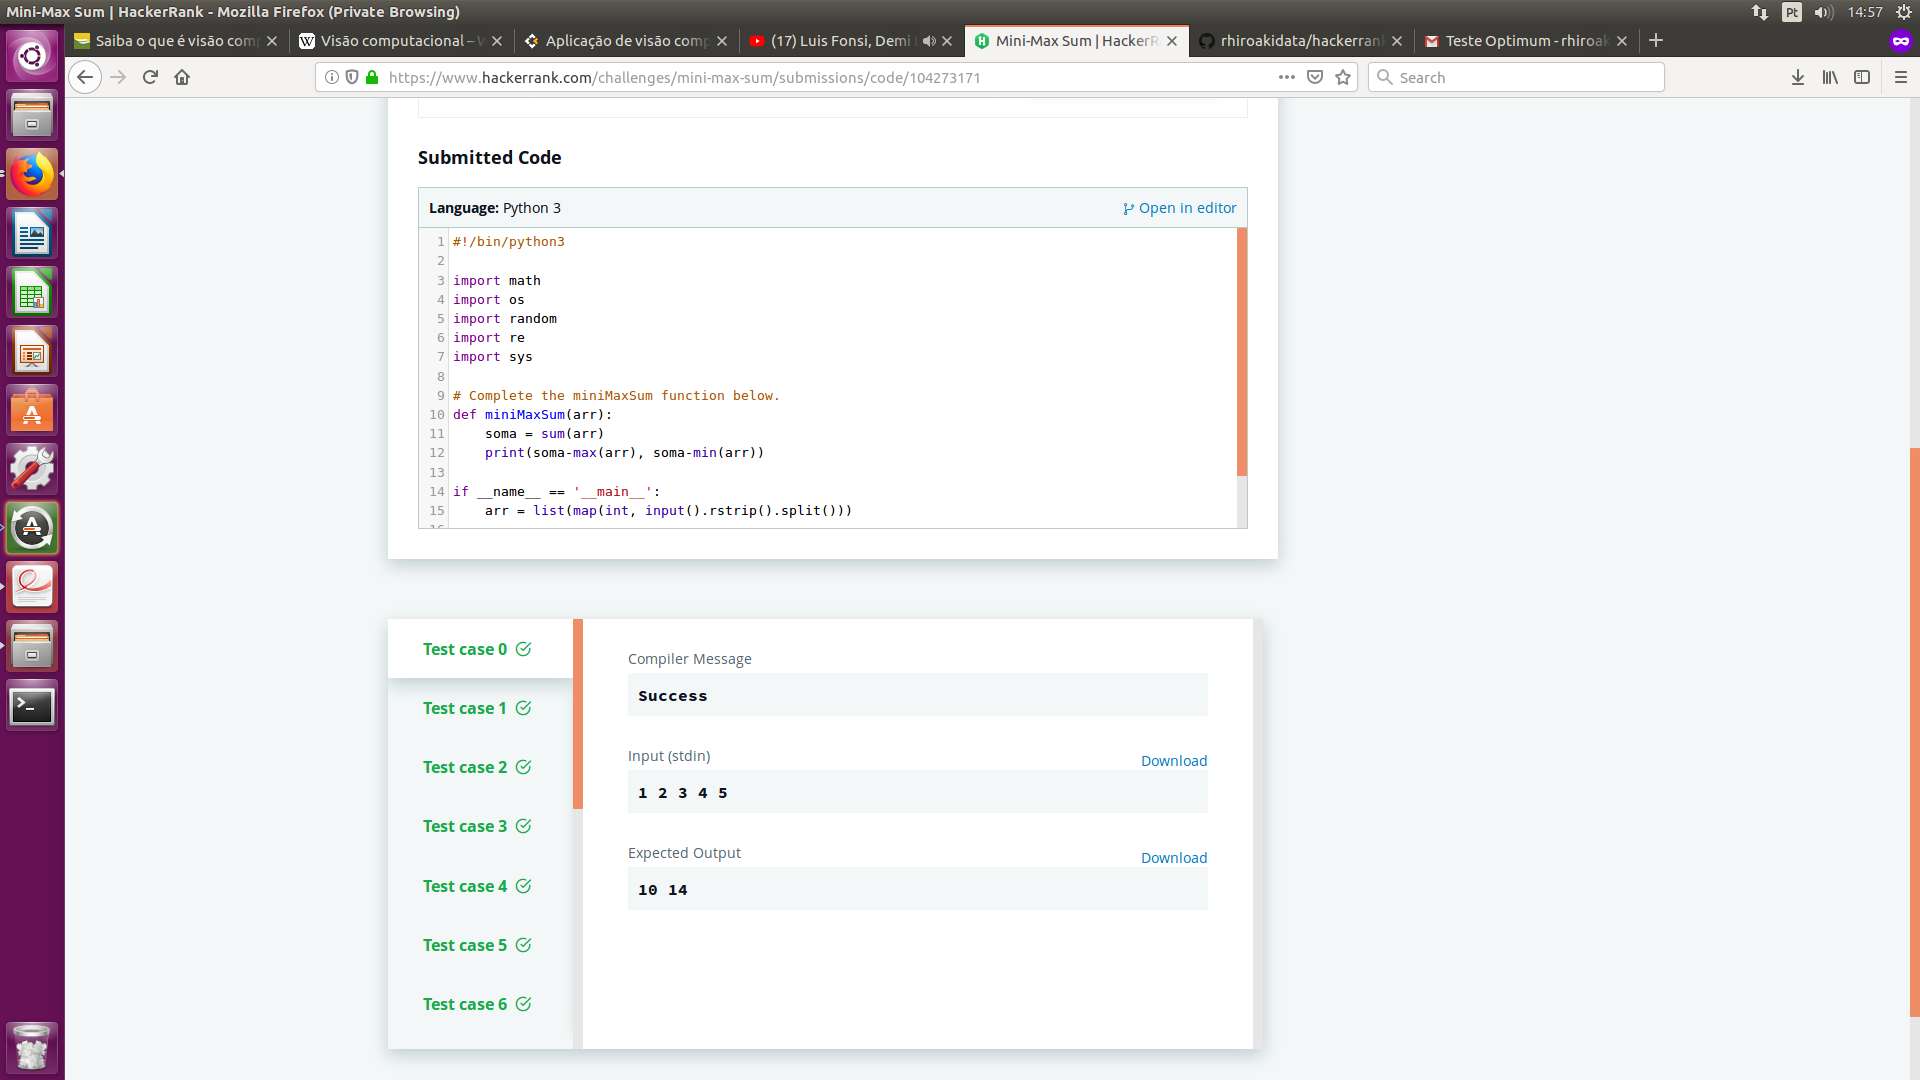 Mini-Max Sum | HackerRank - Mozilla Firefox (Private Browsing)
Pt
14:57
Saiba o que é visão com
Visão computacional – W
Aplicação de visão comp
(17) Luis Fonsi, Demi
Mini-Max Sum | HackerR
rhiroakidata/hackerrank
Teste Optimum - rhiroak
https://www.hackerrank.com/challenges/mini-max-sum/submissions/code/104273171
Search
Submitted Code
Language: Python 3
Open in editor
1 #!/bin/python3
2
3 import math
4 import os
5 import random
6 import re
7 import sys
8
9 # Complete the miniMaxSum function below.
10 def miniMaxSum(arr):
11     soma = sum(arr)
12     print(soma-max(arr), soma-min(arr))
13
14 if __name__ == '__main__':
15     arr = list(map(int, input().rstrip().split()))
Test case 0
Test case 1
Test case 2
Test case 3
Test case 4
Test case 5
Test case 6
Compiler Message
Success
Input (stdin)
Download
1 2 3 4 5
Expected Output
Download
10 14